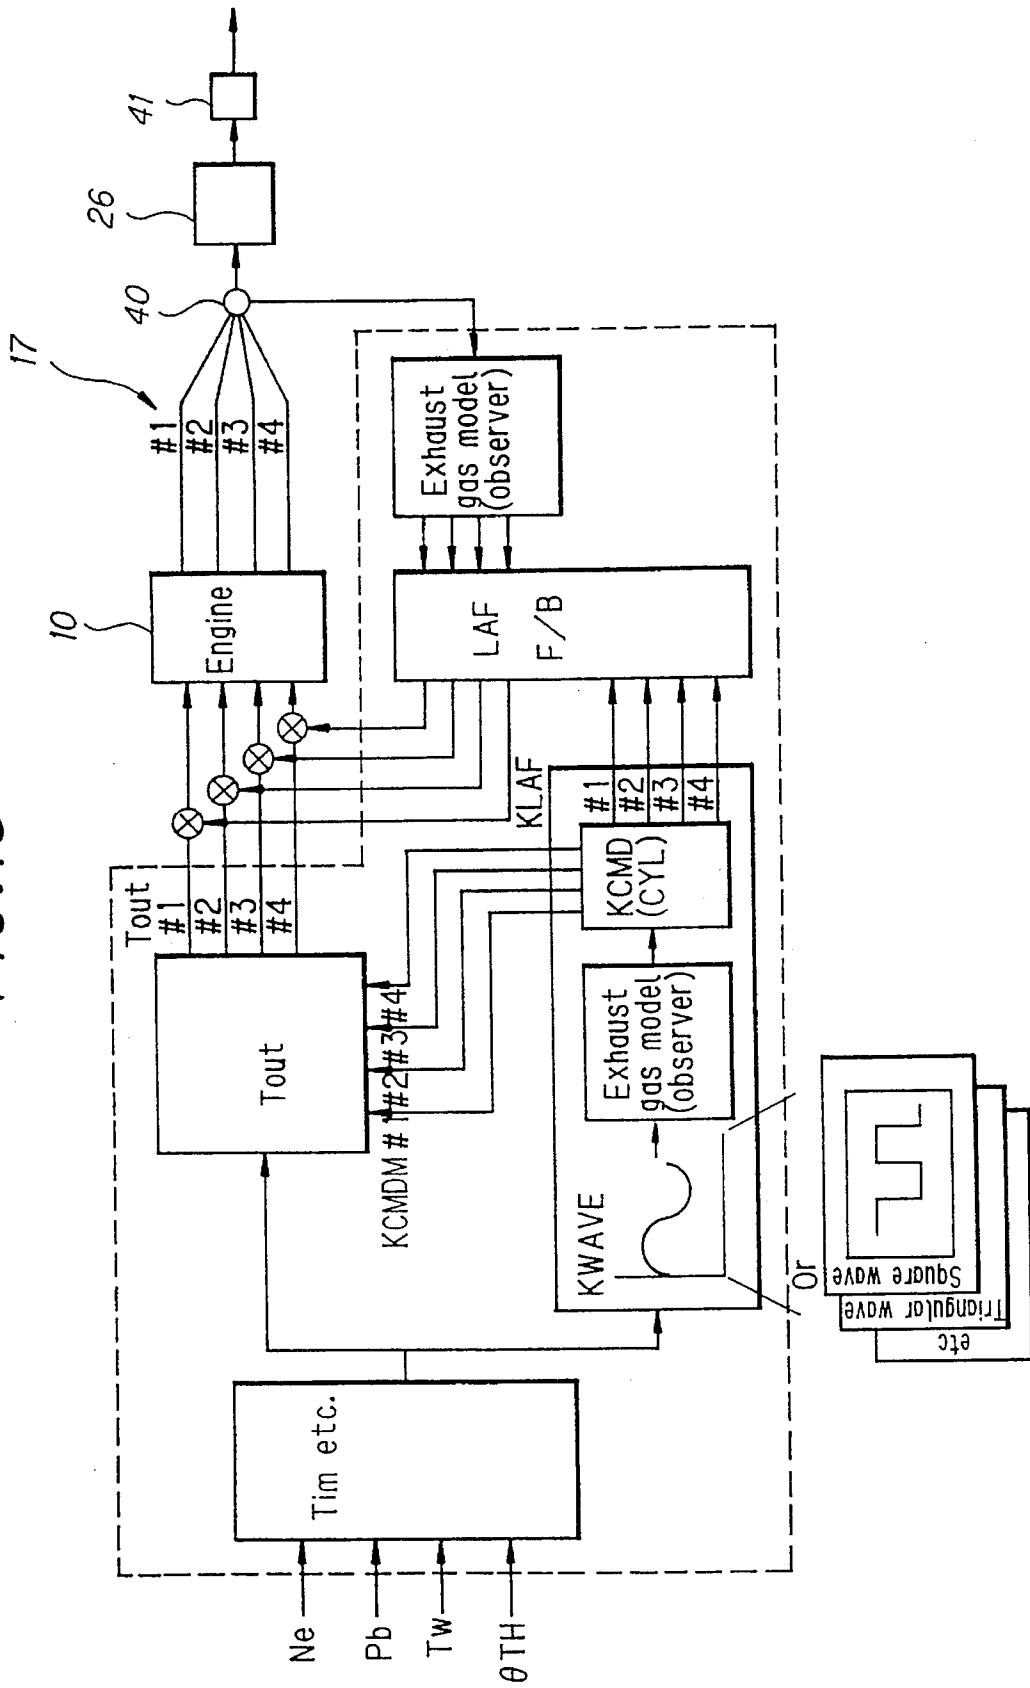 17
41
26
40
10
Engine
#1
#2
#3
#4
Exhaust
gas model
(observer)
LAF
F/B
KLAF
Tout
#1
#2
#3
#4
Tout
KCMDM #1 #2 #3 #4
KCMD
(CYL)
#1
#2
#3
#4
Exhaust
gas model
(observer)
KWAVE
Tim etc.
Ne
Pb
Tw
θTH
Or
Square wave
Triangular wave
etc